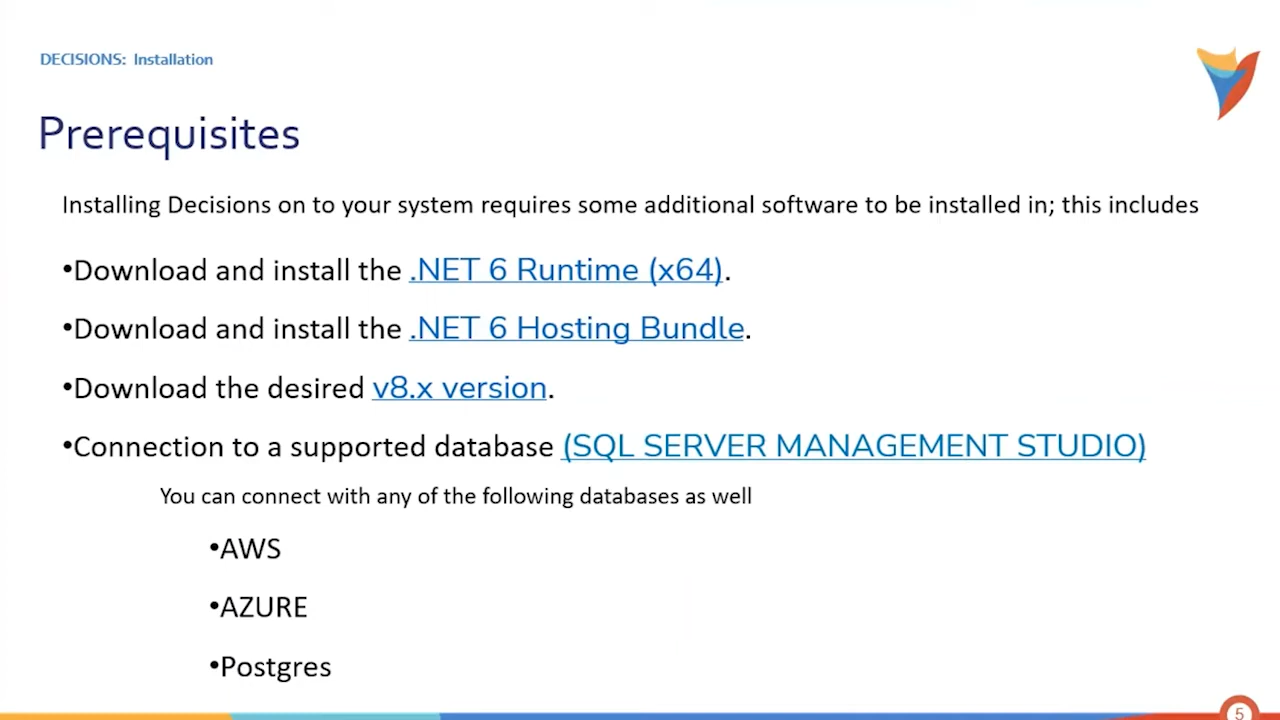 DECISIONS: Installation
Prerequisites
Installing Decisions on to your system requires some additional software to be installed in; this includes
•Download and install the .NET 6 Runtime (x64).
•Download and install the .NET 6 Hosting Bundle.
•Download the desired v8.x version.
•Connection to a supported database (SQL SERVER MANAGEMENT STUDIO)
You can connect with any of the following databases as well
•AWS
•AZURE
•Postgres
5